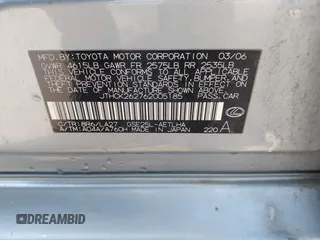 MFD.BY:TOYOTA MOTOR CORPORATION 03/06
GVWR 4615LB GAWR FR 2575LB RR 2535LB
THIS VEHICLE CONFORMS TO ALL APPLICABLE
FEDERAL MOTOR VEHICLE SAFETY, BUMPER, AND
THEFT PREVENTION STANDARDS IN EFFECT ON
THE DATE OF MANUFACTURE SHOWN ABOVE.
PASS. CAR
C/TR:8R6/LA27 GSE25L-AETLHA
A/TM: /A760H MADE IN JAPAN 220 A
DREAMBID